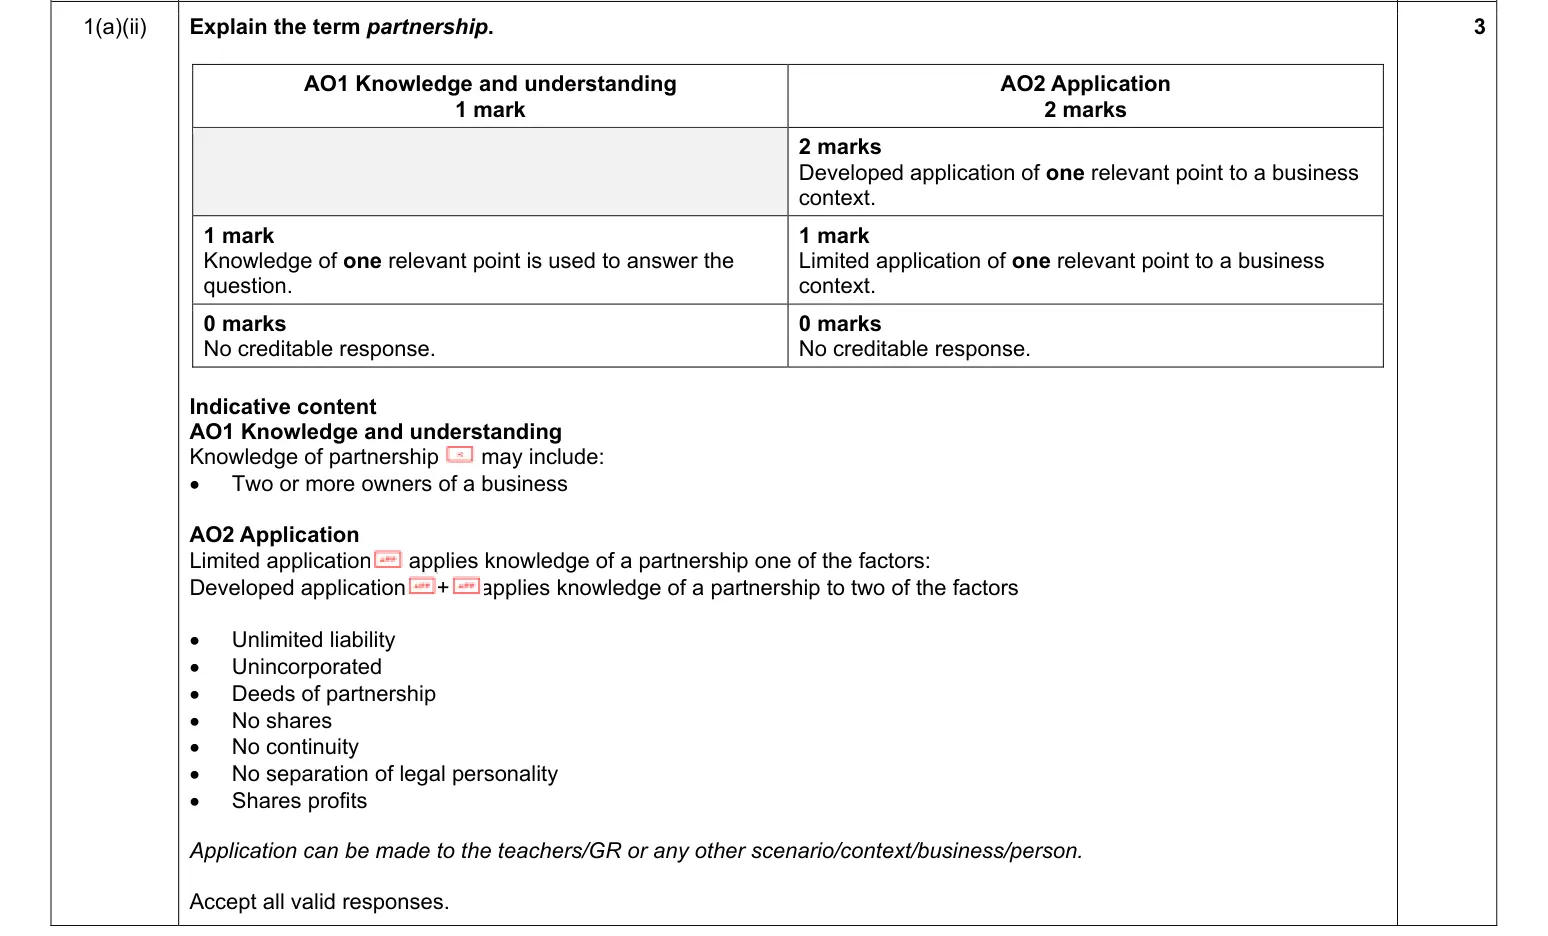 1(a)(ii)
Explain the term partnership.
3
AO1 Knowledge and understanding
1 mark
AO2 Application
2 marks
2 marks
Developed application of one relevant point to a business
context.
1 mark
Knowledge of one relevant point is used to answer the
question.
1 mark
Limited application of one relevant point to a business
context.
0 marks
No creditable response.
0 marks
No creditable response.
Indicative content
AO1 Knowledge and understanding
Knowledge of partnership may include:
• Two or more owners of a business
AO2 Application
Limited application applies knowledge of a partnership one of the factors:
Developed application + applies knowledge of a partnership to two of the factors
• Unlimited liability
• Unincorporated
• Deeds of partnership
• No shares
• No continuity
• No separation of legal personality
• Shares profits
Application can be made to the teachers/GR or any other scenario/context/business/person.
Accept all valid responses.